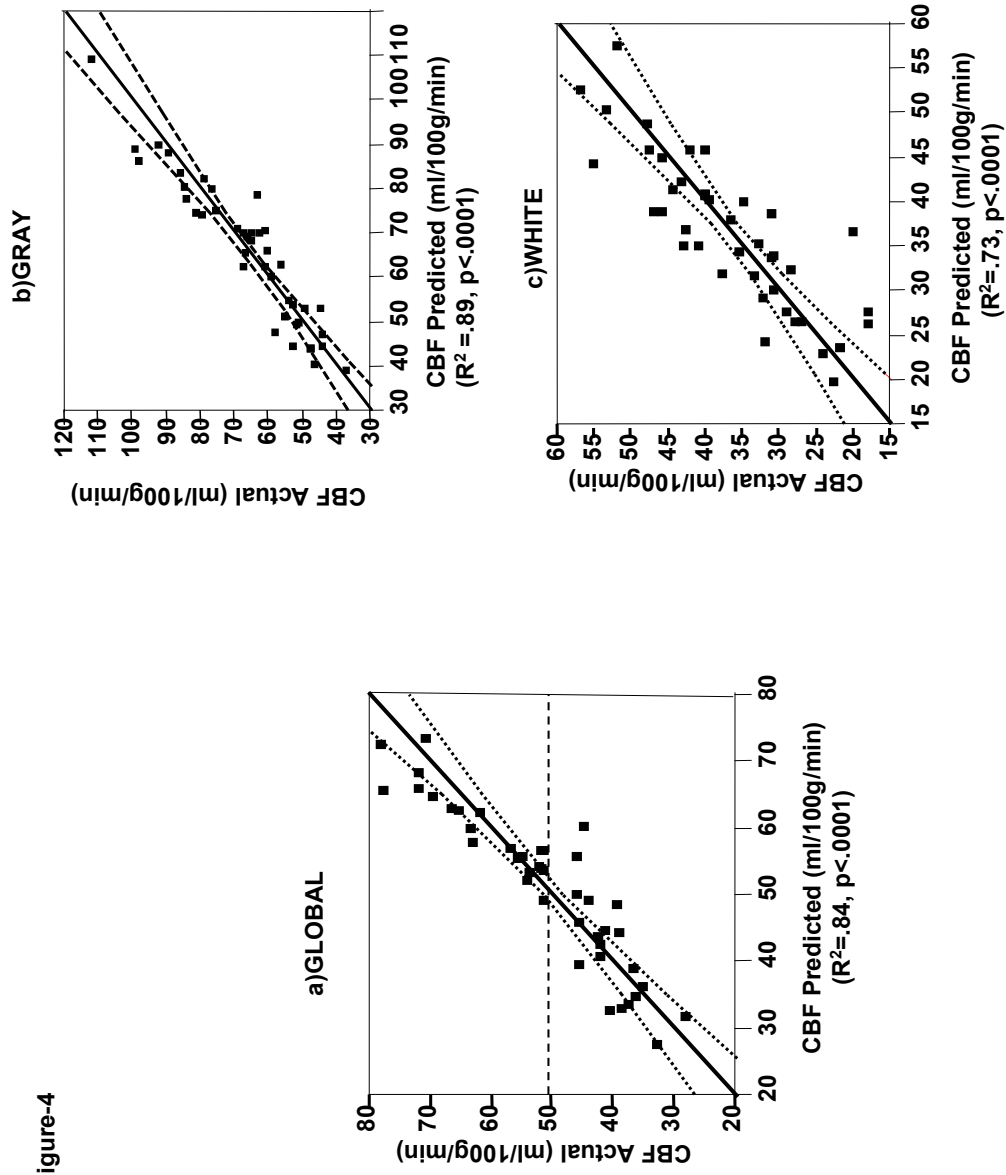 igure-4
a)GLOBAL
CBF Actual (ml/100g/min)
80
70
60
50
40
30
20
20 30 40 50 60 70 80
CBF Predicted (ml/100g/min)
(R²=.84, p<.0001)
b)GRAY
CBF Actual (ml/100g/min)
120
110
100
90
80
70
60
50
40
30
30 40 50 60 70 80 90 100 110
CBF Predicted (ml/100g/min)
(R² =.89, p<.0001)
c)WHITE
CBF Actual (ml/100g/min)
60
55
50
45
40
35
30
25
20
15
15 20 25 30 35 40 45 50 55 60
CBF Predicted (ml/100g/min)
(R²=.73, p<.0001)